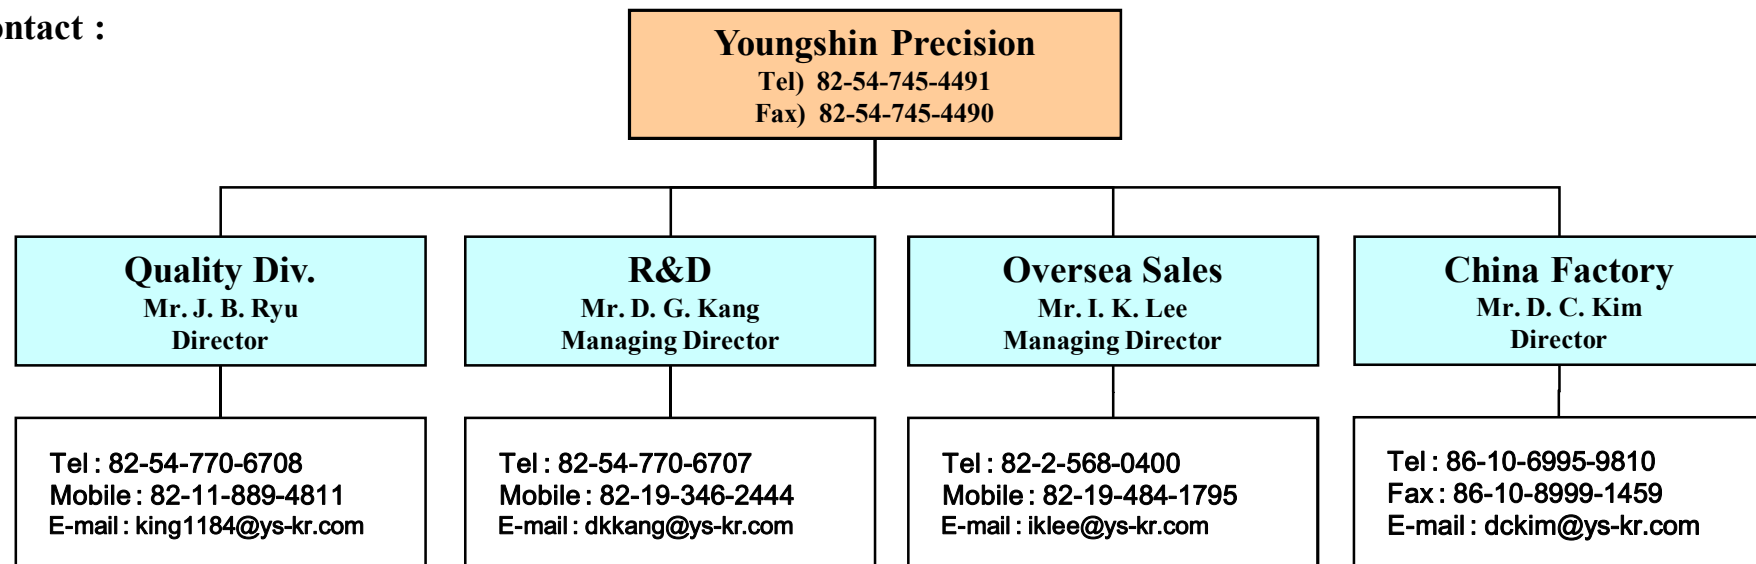 ontact :
Youngshin Precision
Tel) 82-54-745-4491
Fax) 82-54-745-4490
Quality Div.
Mr. J. B. Ryu
Director
R&D
Mr. D. G. Kang
Managing Director
Oversea Sales
Mr. I. K. Lee
Managing Director
China Factory
Mr. D. C. Kim
Director
Tel : 82-54-770-6708
Mobile : 82-11-889-4811
E-mail : king1184@ys-kr.com
Tel : 82-54-770-6707
Mobile : 82-19-346-2444
E-mail : dkkang@ys-kr.com
Tel : 82-2-568-0400
Mobile : 82-19-484-1795
E-mail : iklee@ys-kr.com
Tel : 86-10-6995-9810
Fax : 86-10-8999-1459
E-mail : dckim@ys-kr.com